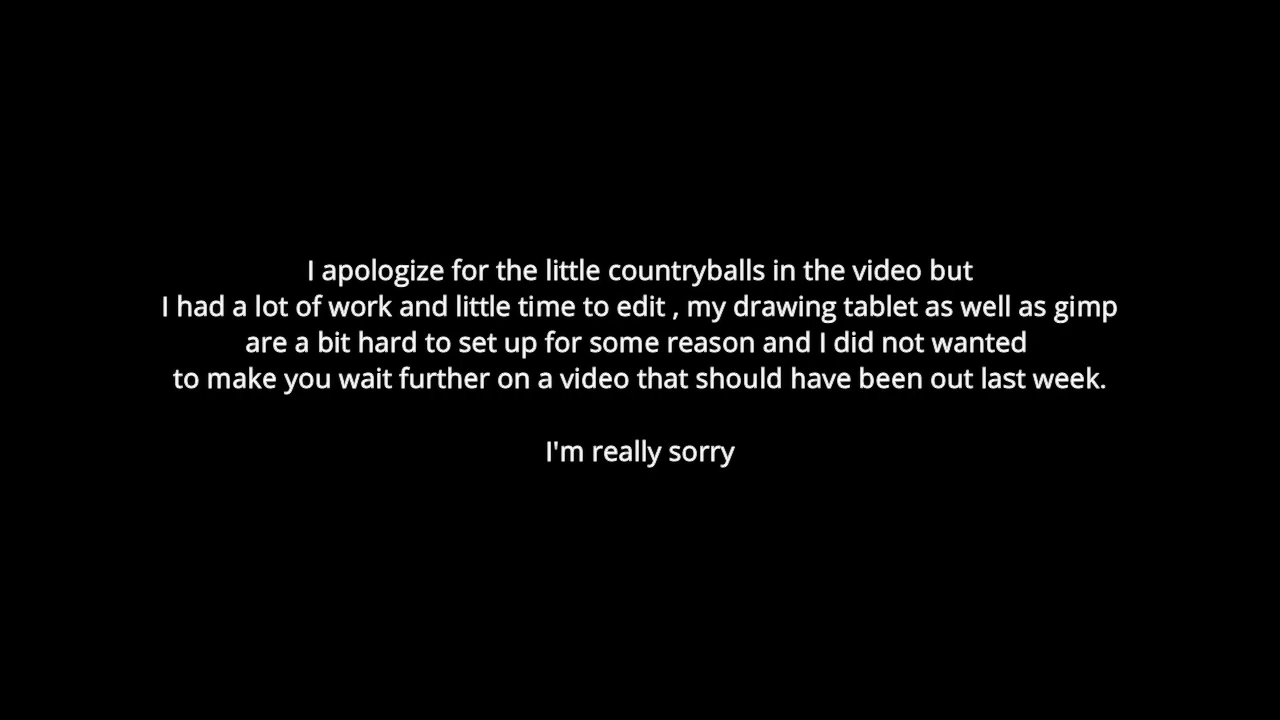 I apologize for the little countryballs in the video but
I had a lot of work and little time to edit , my drawing tablet as well as gimp
are a bit hard to set up for some reason and I did not wanted
to make you wait further on a video that should have been out last week.
I'm really sorry